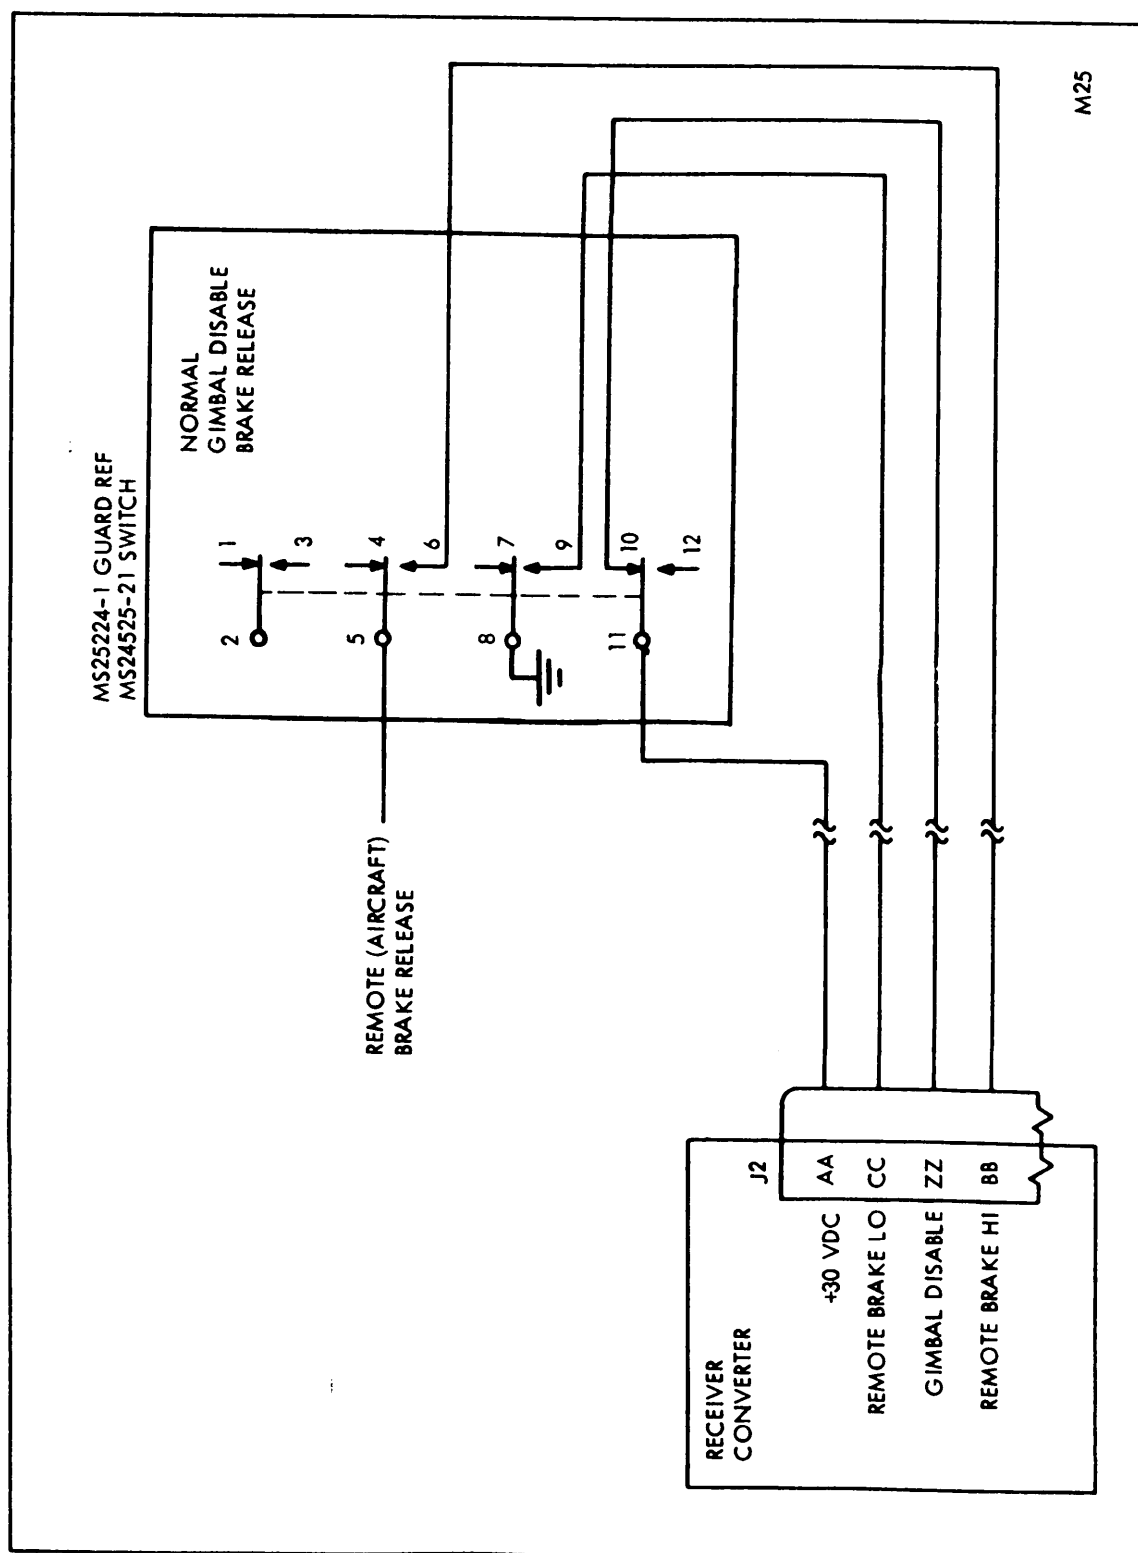 MS25224-1 GUARD REF
MS24525-21 SWITCH
NORMAL
GIMBAL DISABLE
BRAKE RELEASE
2
1
3
5
4
6
8
7
9
11
10
12
REMOTE (AIRCRAFT)
BRAKE RELEASE
RECEIVER
CONVERTER
J2
+30 VDC AA
REMOTE BRAKE LO CC
GIMBAL DISABLE ZZ
REMOTE BRAKE HI BB
M25